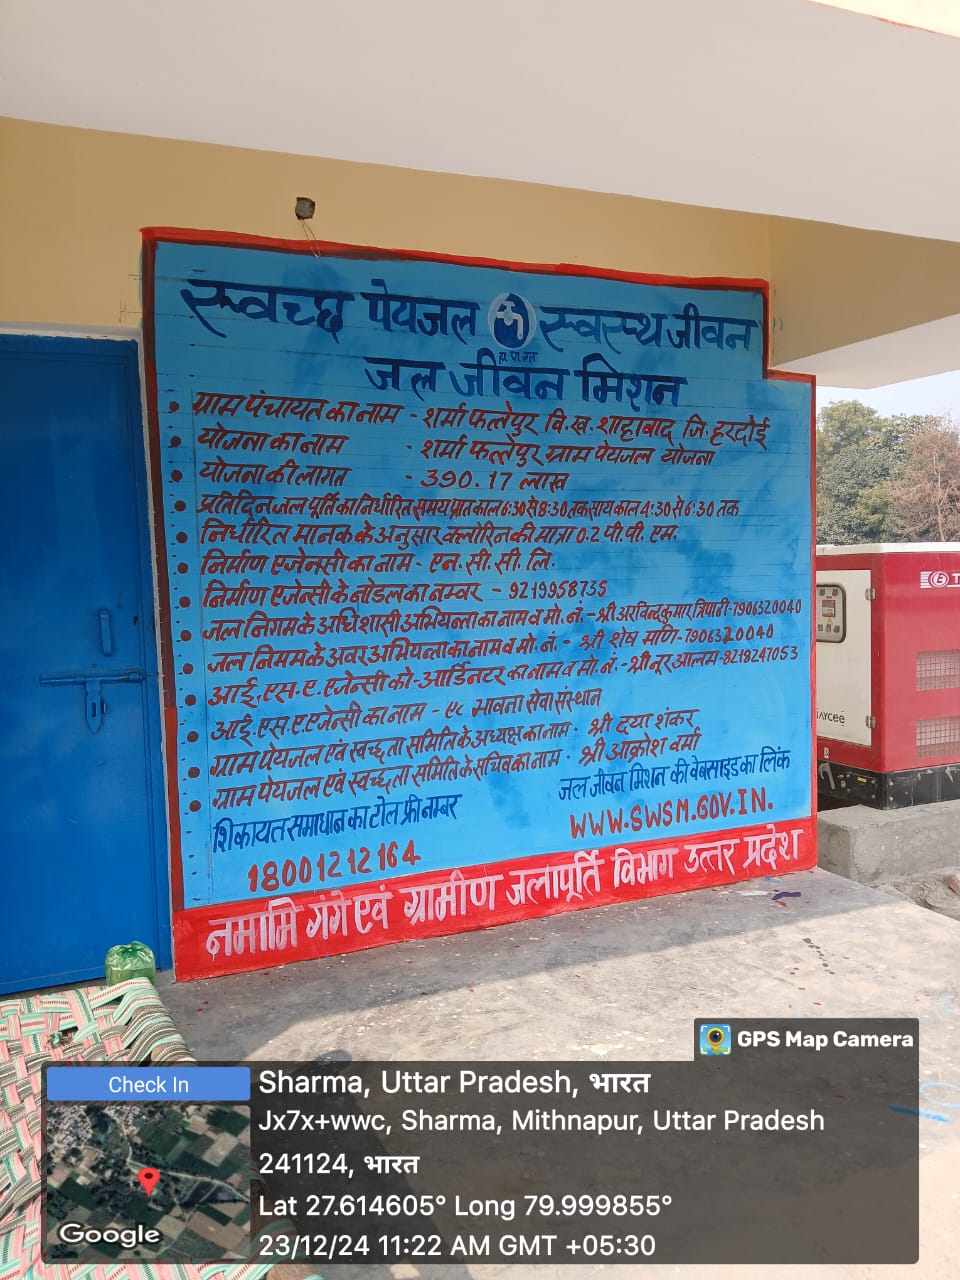 स्वच्छ पेयजल स्वस्थ जीवन
हर घर जल
जल जीवन मिशन
ग्राम पंचायत का नाम - शर्मा फत्तेपुर वि.ख. शाहाबाद जि. हरदोई
योजना का नाम - शर्मा फत्तेपुर ग्राम पेयजल योजना
योजना की लागत - 390.17 लाख
प्रतिदिन जल पूर्ति का निर्धारित समय प्रातः काल 6:30 से 8:30 तक सायं काल 4:30 से 6:30 तक
निर्धारित मानक के अनुसार क्लोरिन की मात्रा 0.2 पी.पी. एम.
निर्माण एजेन्सी का नाम - एन. सी. सी. लि.
निर्माण एजेंसी के नोडल का नम्बर - 9219958735
जल निगम के अधिशासी अभियन्ता का नाम व मो. नं. - श्री अरविन्द कुमार त्रिपाठी - 7906320040
जल निगम के अवर अभियन्ता का नाम व मो. नं. - श्री शेष मणि - 7906320040
आई. एस. ए. एजेन्सी को-आर्डिनटर का नाम व मो. नं. - श्री नूर आलम - 8218247053
आई. एस. ए. एजेन्सी का नाम - भावना सेवा संस्थान
ग्राम पेयजल एवं स्वच्छता समिति के अध्यक्ष का नाम - श्री दया शंकर
ग्राम पेयजल एवं स्वच्छता समिति के सचिव का नाम - श्री आक्रोश वर्मा
शिकायत समाधान का टोल फ्री नम्बर
18001212164
जल जीवन मिशन की वेबसाइड का लिंक
WWW.SWSM.GOV.IN.
नमामि गंगे एवं ग्रामीण जलापूर्ति विभाग उत्तर प्रदेश
JAYCEE
GPS Map Camera
Check In
Google
Sharma, Uttar Pradesh, भारत
Jx7x+wwc, Sharma, Mithnapur, Uttar Pradesh
241124, भारत
Lat 27.614605° Long 79.999855°
23/12/24 11:22 AM GMT +05:30